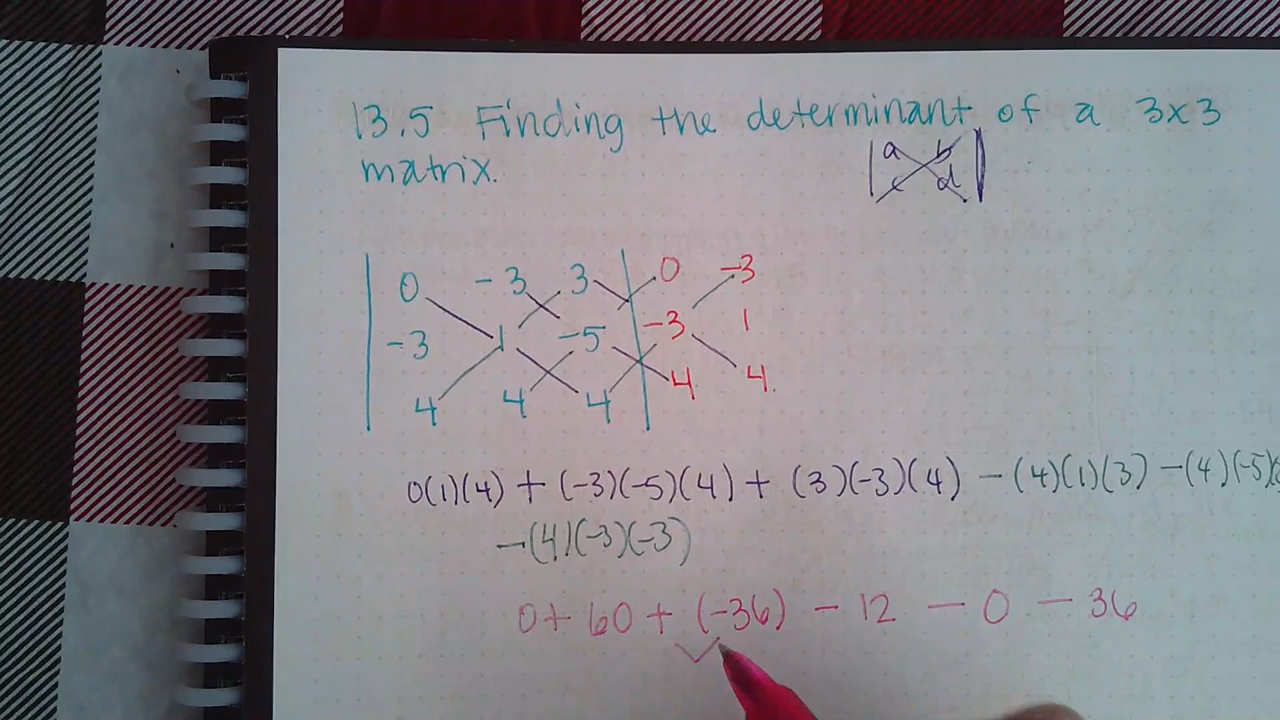 13.5 Finding the determinant of a 3x3
matrix.
a b
c d
0 -3 3 0 -3
-3 1 -5 -3 1
4 4 4 4 4
0(1)(4) + (-3)(-5)(4) + (3)(-3)(4) - (4)(1)(3) - (4)(-5)(
-(4)(-3)(-3)
0 + 60 + (-36) - 12 - 0 - 36